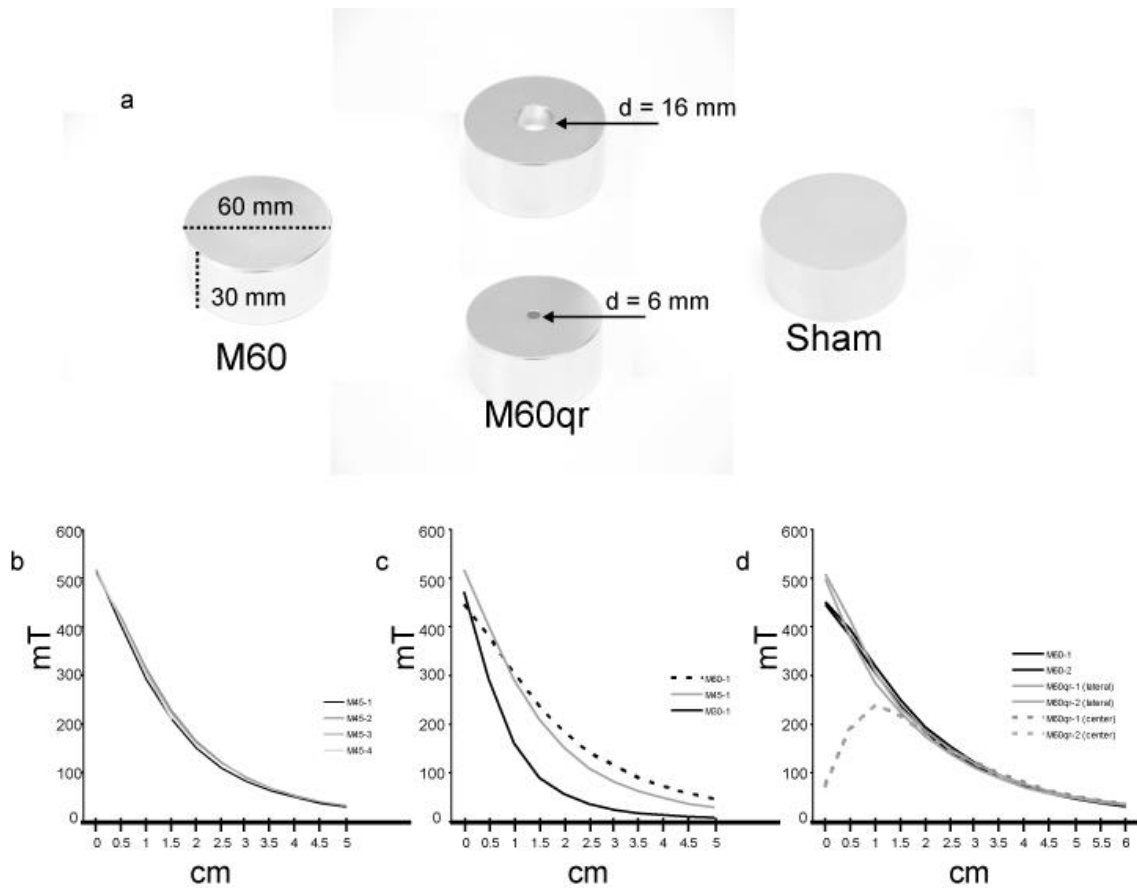 a
d = 16 mm
60 mm
30 mm
d = 6 mm
M60
M60qr
Sham
b
600
500
400
300
200
100
0
mT
M45-1
M45-2
M45-3
M45-4
0 0.5 1 1.5 2 2.5 3 3.5 4 4.5 5
cm
c
600
500
400
300
200
100
0
mT
M60-1
M45-1
M30-1
0 0.5 1 1.5 2 2.5 3 3.5 4 4.5 5
cm
d
600
500
400
300
200
100
0
mT
M60-1
M60-2
M60qr-1 (lateral)
M60qr-2 (lateral)
M60qr-1 (center)
M60qr-2 (center)
0 0.5 1 1.5 2 2.5 3 3.5 4 4.5 5 5.5 6
cm